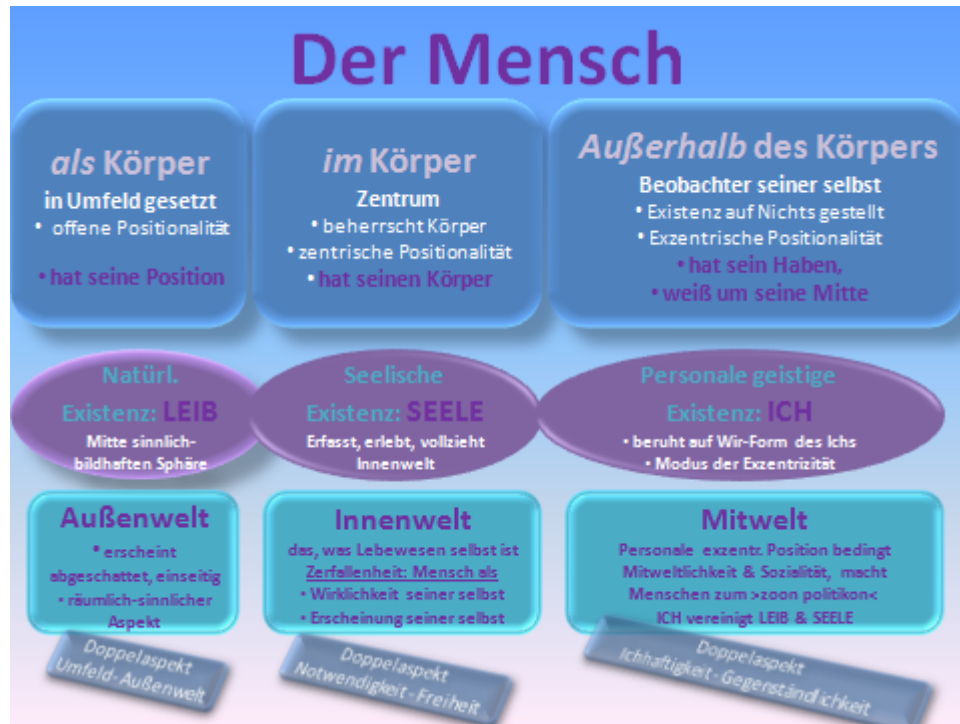 Der Mensch
als Körper
in Umfeld gesetzt
• offene Positionalität
• hat seine Position
im Körper
Zentrum
• beherrscht Körper
• zentrische Positionalität
• hat seinen Körper
Außerhalb des Körpers
Beobachter seiner selbst
• Existenz auf Nichts gestellt
• Exzentrische Positionalität
• hat sein Haben,
• weiß um seine Mitte
Natürl.
Existenz: LEIB
Mitte sinnlich-
bildhaften Sphäre
Seelische
Existenz: SEELE
Erfasst, erlebt, vollzieht
Innenwelt
Personale geistige
Existenz: ICH
• beruht auf Wir-Form des Ichs
• Modus der Exzentrizität
Außenwelt
• erscheint
abgeschattet, einseitig
• räumlich-sinnlicher
Aspekt
Innenwelt
das, was Lebewesen selbst ist
Zerfallenheit: Mensch als
• Wirklichkeit seiner selbst
• Erscheinung seiner selbst
Mitwelt
Personale exzentr. Position bedingt
Mitweltlichkeit & Sozialität, macht
Menschen zum >zoon politikon<
ICH vereinigt LEIB & SEELE
Doppelaspekt
Umfeld-Außenwelt
Doppelaspekt
Notwendigkeit-Freiheit
Doppelaspekt
Ichhaftigkeit-Gegenständlichkeit